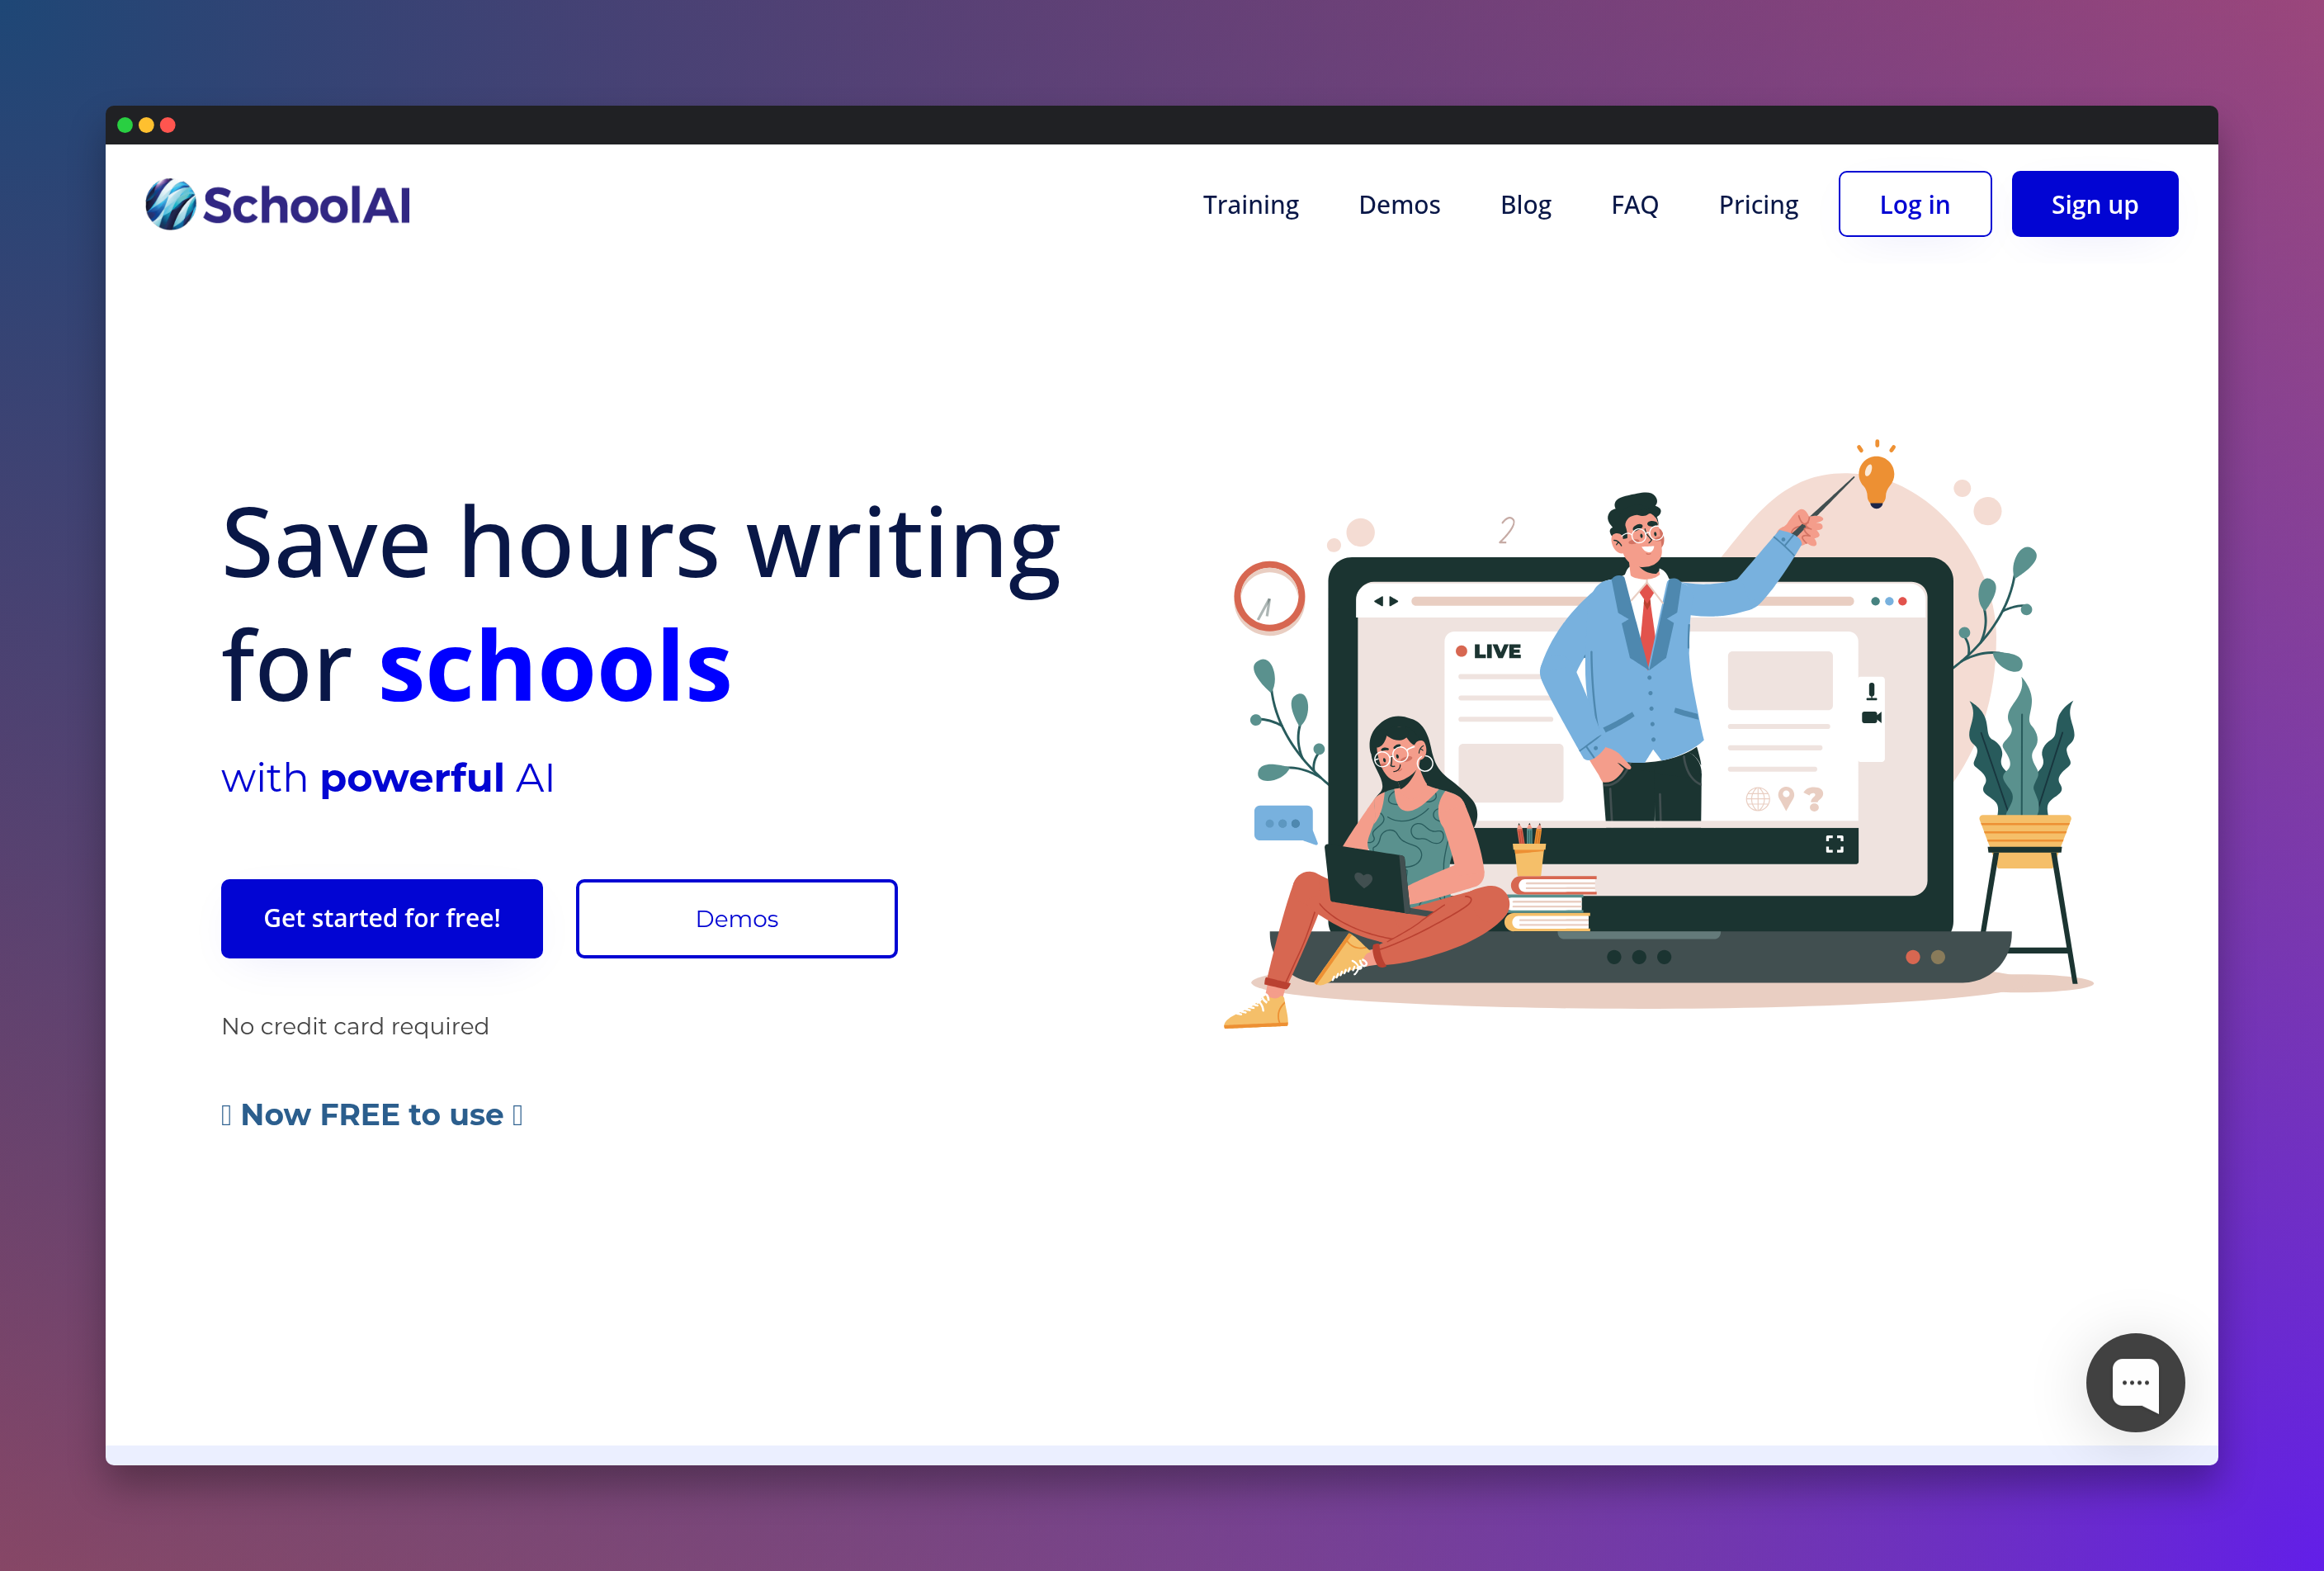 SchoolAI
Training Demos Blog FAQ Pricing Log in Sign up
Save hours writing
for schools
with powerful AI
Get started for free! Demos
No credit card required
Now FREE to use
2
LIVE
?